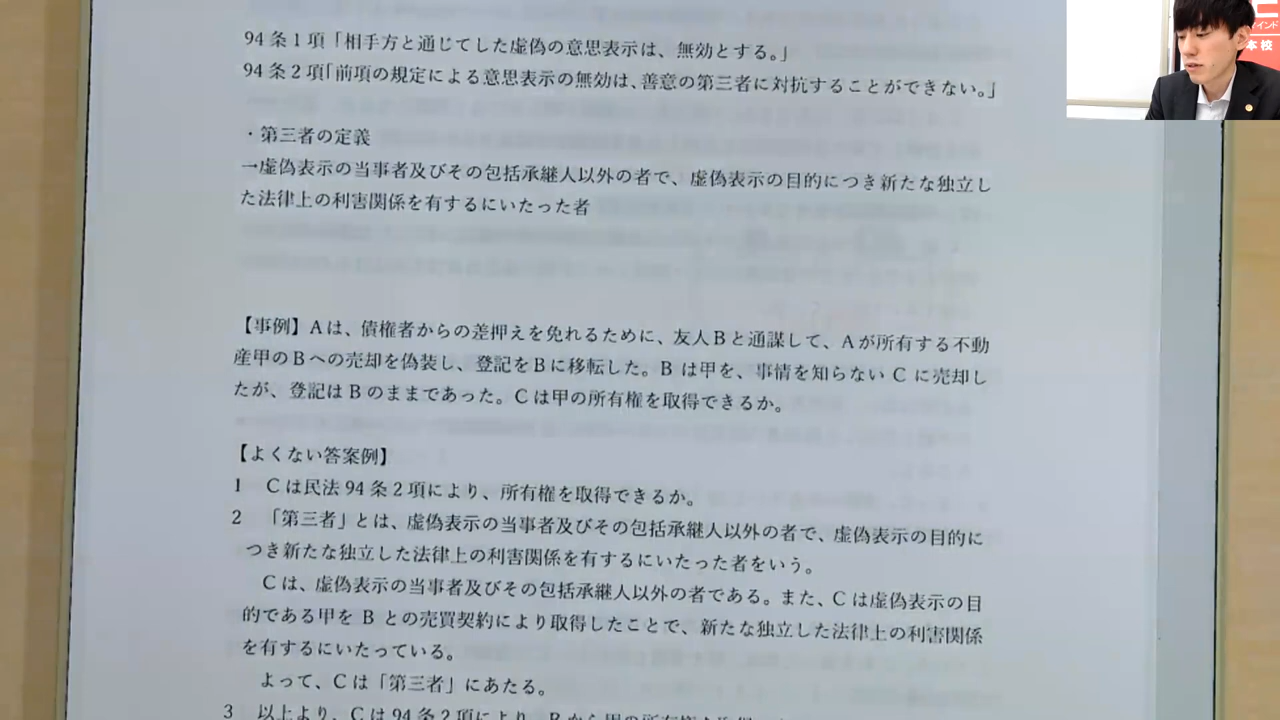 94条1項「相手方と通じてした虚偽の意思表示は、無効とする。」
94条2項「前項の規定による意思表示の無効は、善意の第三者に対抗することができない。」
・第三者の定義
→虚偽表示の当事者及びその包括承継人以外の者で、虚偽表示の目的につき新たな独立し
た法律上の利害関係を有するにいたった者
【事例】Aは、債権者からの差押えを免れるために、友人Bと通謀して、Aが所有する不動
産甲のBへの売却を偽装し、登記をBに移転した。Bは甲を、事情を知らないCに売却し
たが、登記はBのままであった。Cは甲の所有権を取得できるか。
【よくない答案例】
1 Cは民法94条2項により、所有権を取得できるか。
2 「第三者」とは、虚偽表示の当事者及びその包括承継人以外の者で、虚偽表示の目的に
つき新たな独立した法律上の利害関係を有するにいたった者をいう。
Cは、虚偽表示の当事者及びその包括承継人以外の者である。また、Cは虚偽表示の目
的である甲をBとの売買契約により取得したことで、新たな独立した法律上の利害関係
を有するにいたっている。
よって、Cは「第三者」にあたる。
3 以上より、Cは94条2項により、
本校